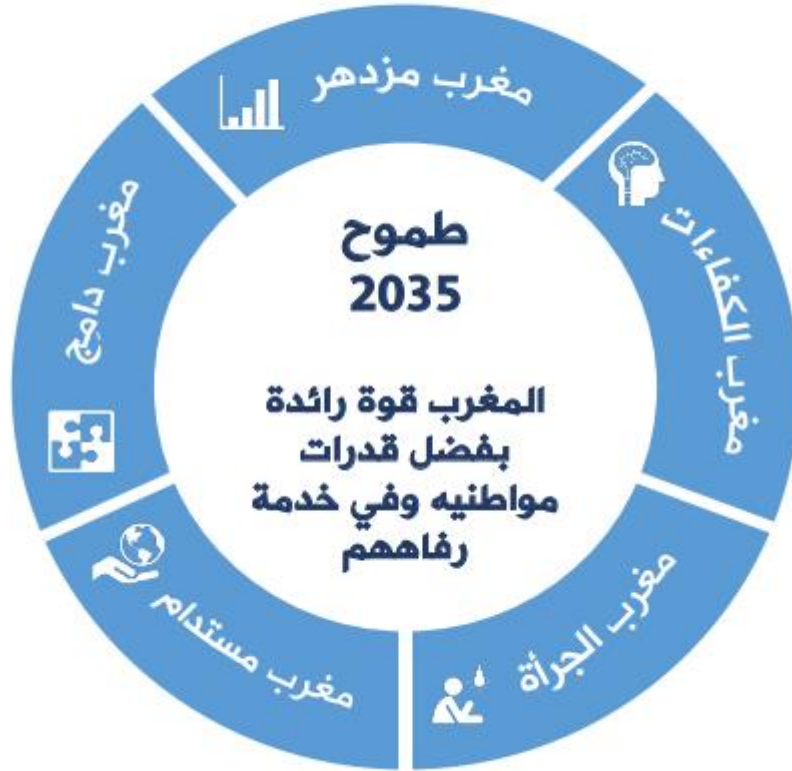 مغرب مزدهر
مغرب الكفاءات
مغرب الجرأة
مغرب مستدام
مغرب دامج
طموح
2035
المغرب قوة رائدة
بفضل قدرات
مواطنيه وفي خدمة
رفاههم